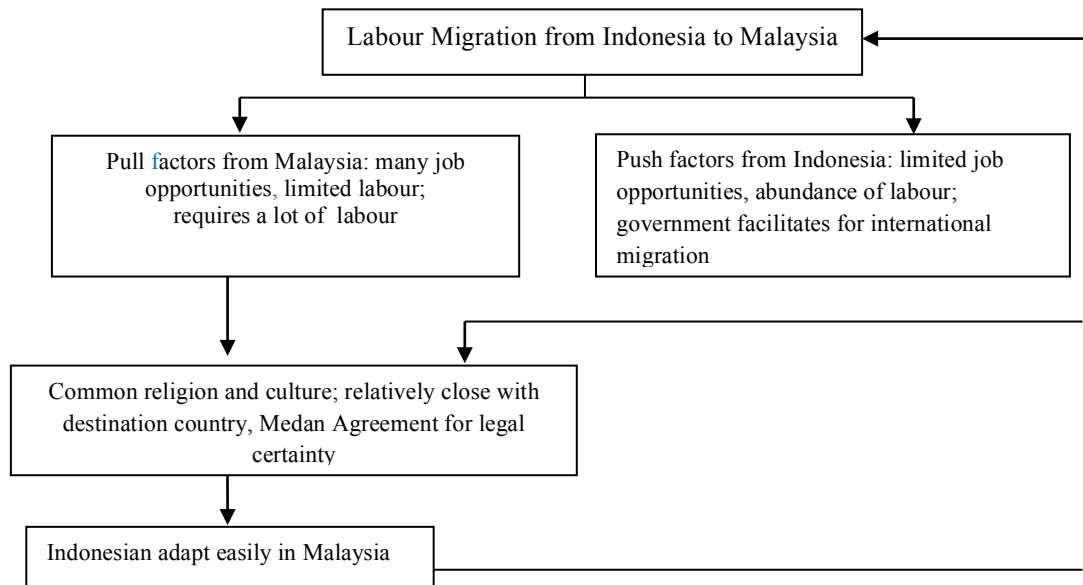 Labour Migration from Indonesia to Malaysia
Pull factors from Malaysia: many job
opportunities, limited labour;
requires a lot of labour
Push factors from Indonesia: limited job
opportunities, abundance of labour;
government facilitates for international
migration
Common religion and culture; relatively close with
destination country, Medan Agreement for legal
certainty
Indonesian adapt easily in Malaysia